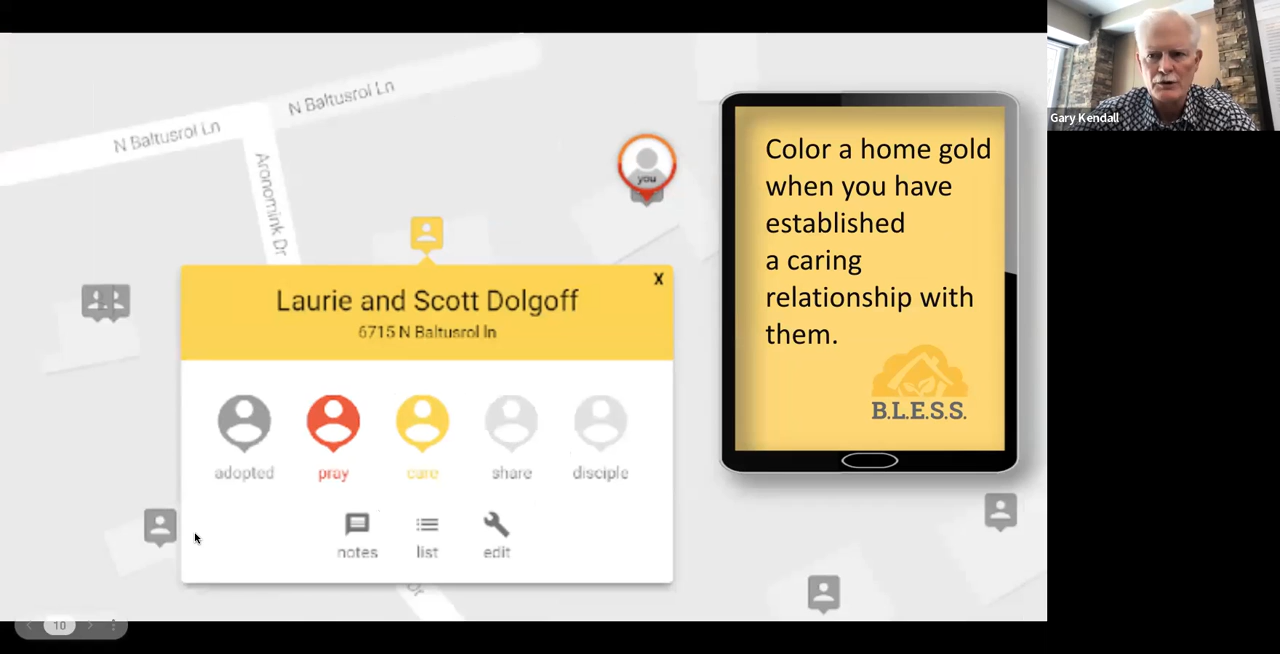 N Baltusrol Ln
N Baltusrol Ln
Aronomink Dr
you
Laurie and Scott Dolgoff
X
6715 N Baltusrol ln
adopted
pray
care
share
disciple
notes
list
edit
Dr
Color a home gold
when you have
established
a caring
relationship with
them.
B.L.E.S.S.
Gary Kendall
10